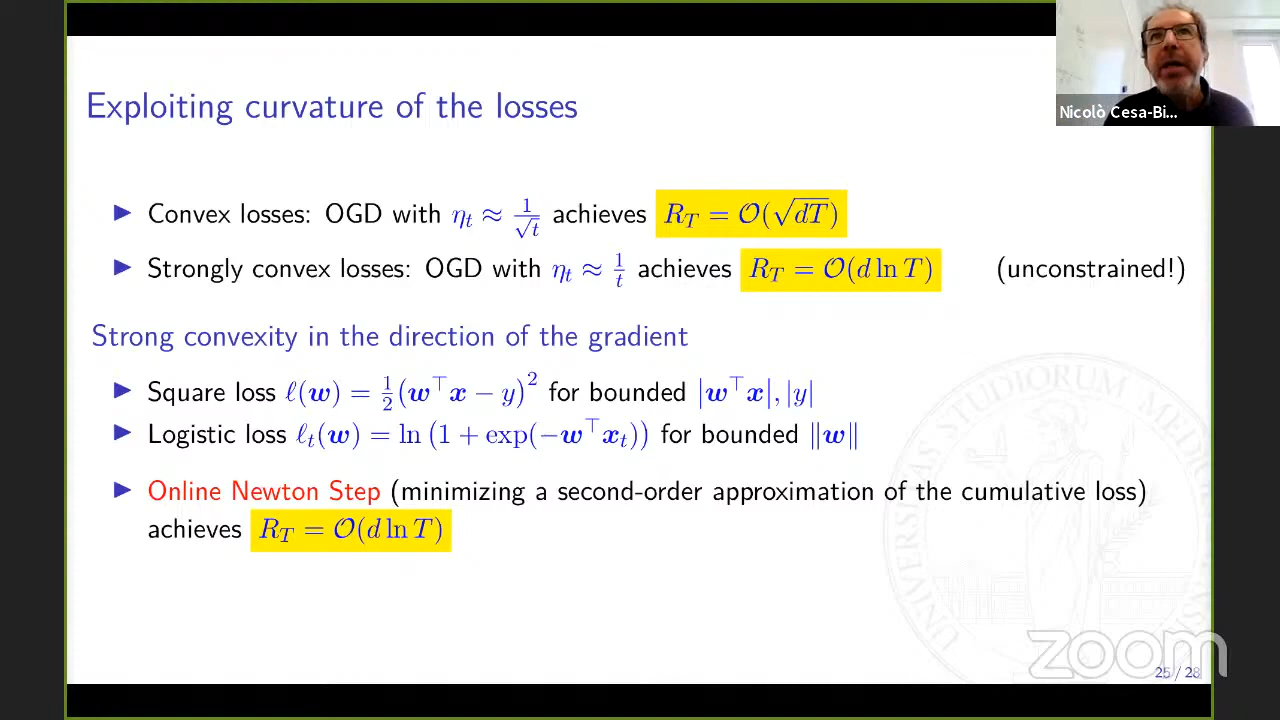 Exploiting curvature of the losses
Nicolò Cesa-Bi...
▶ Convex losses: OGD with η_t ≈ 1/√t achieves R_T = 𝒪(√dT)
▶ Strongly convex losses: OGD with η_t ≈ 1/t achieves R_T = 𝒪(d ln T) (unconstrained!)
Strong convexity in the direction of the gradient
▶ Square loss ℓ(w) = ½(w⊤x − y)² for bounded |w⊤x|, |y|
▶ Logistic loss ℓ_t(w) = ln (1 + exp(−w⊤x_t)) for bounded ‖w‖
▶ Online Newton Step (minimizing a second-order approximation of the cumulative loss)
achieves R_T = 𝒪(d ln T)
UNIVERSITAS STUDIORUM MEDIOLANENSIS
zoom
25 / 28